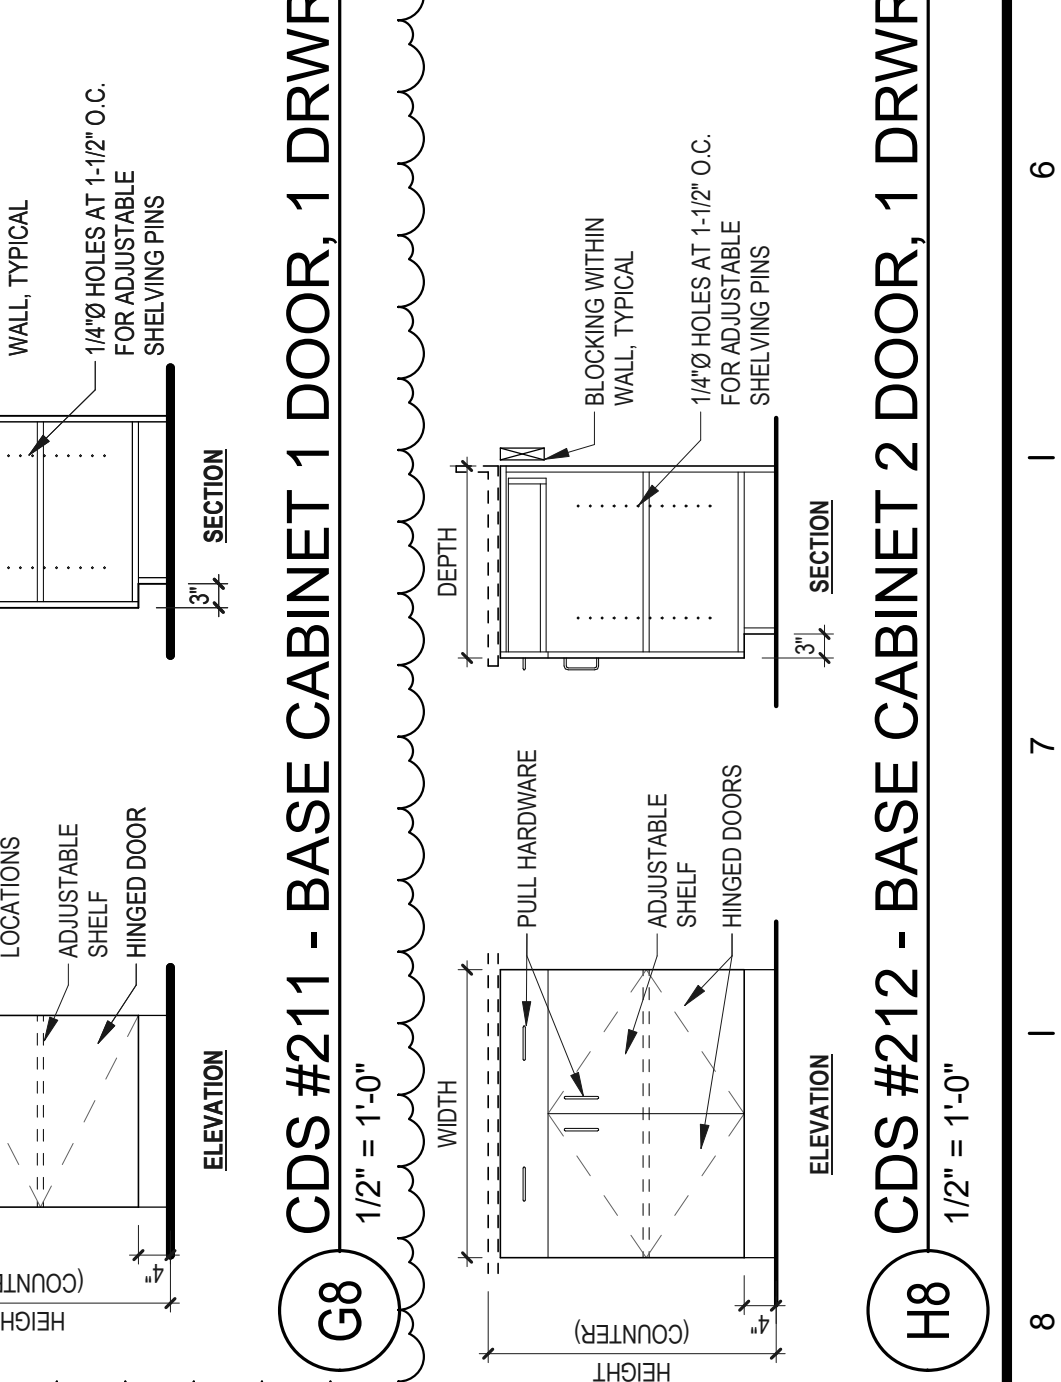 WALL, TYPICAL
1/4"Ø HOLES AT 1-1/2" O.C.
FOR ADJUSTABLE
SHELVING PINS
3"
SECTION
LOCATIONS
ADJUSTABLE
SHELF
HINGED DOOR
4"
ELEVATION
(COUNTE
HEIGH
G8
CDS #211 - BASE CABINET 1 DOOR, 1 DRWR
1/2" = 1'-0"
DEPTH
BLOCKING WITHIN
WALL, TYPICAL
1/4"Ø HOLES AT 1-1/2" O.C.
FOR ADJUSTABLE
SHELVING PINS
3"
SECTION
WIDTH
PULL HARDWARE
ADJUSTABLE
SHELF
HINGED DOORS
4"
ELEVATION
HEIGHT
(COUNTER)
H8
CDS #212 - BASE CABINET 2 DOOR, 1 DRWR
1/2" = 1'-0"
8
7
6